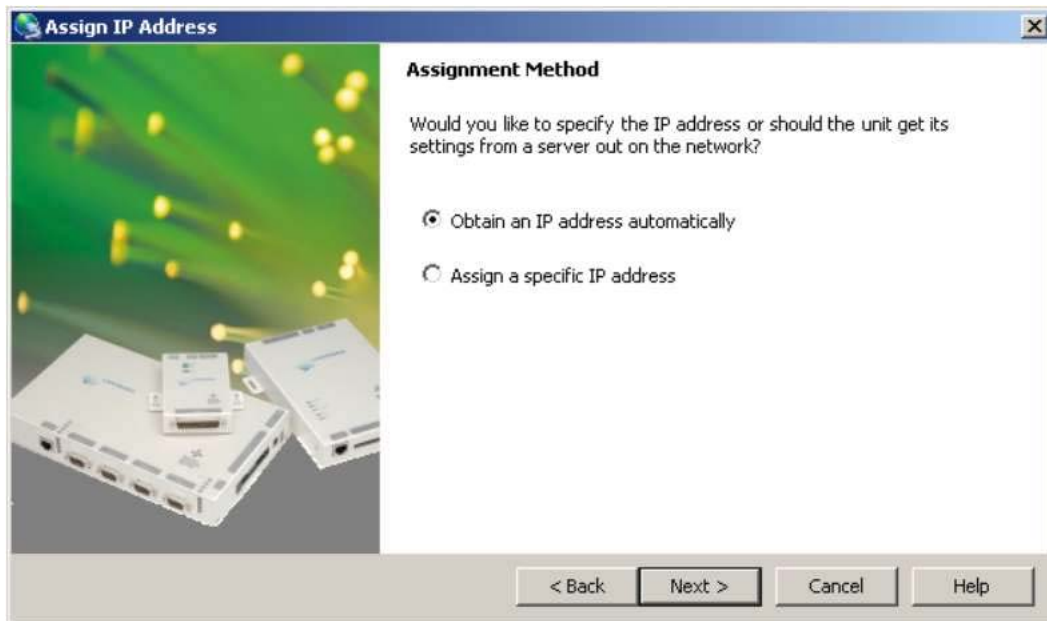 Assign IP Address
Assignment Method
Would you like to specify the IP address or should the unit get its
settings from a server out on the network?
Obtain an IP address automatically
Assign a specific IP address
< Back
Next >
Cancel
Help